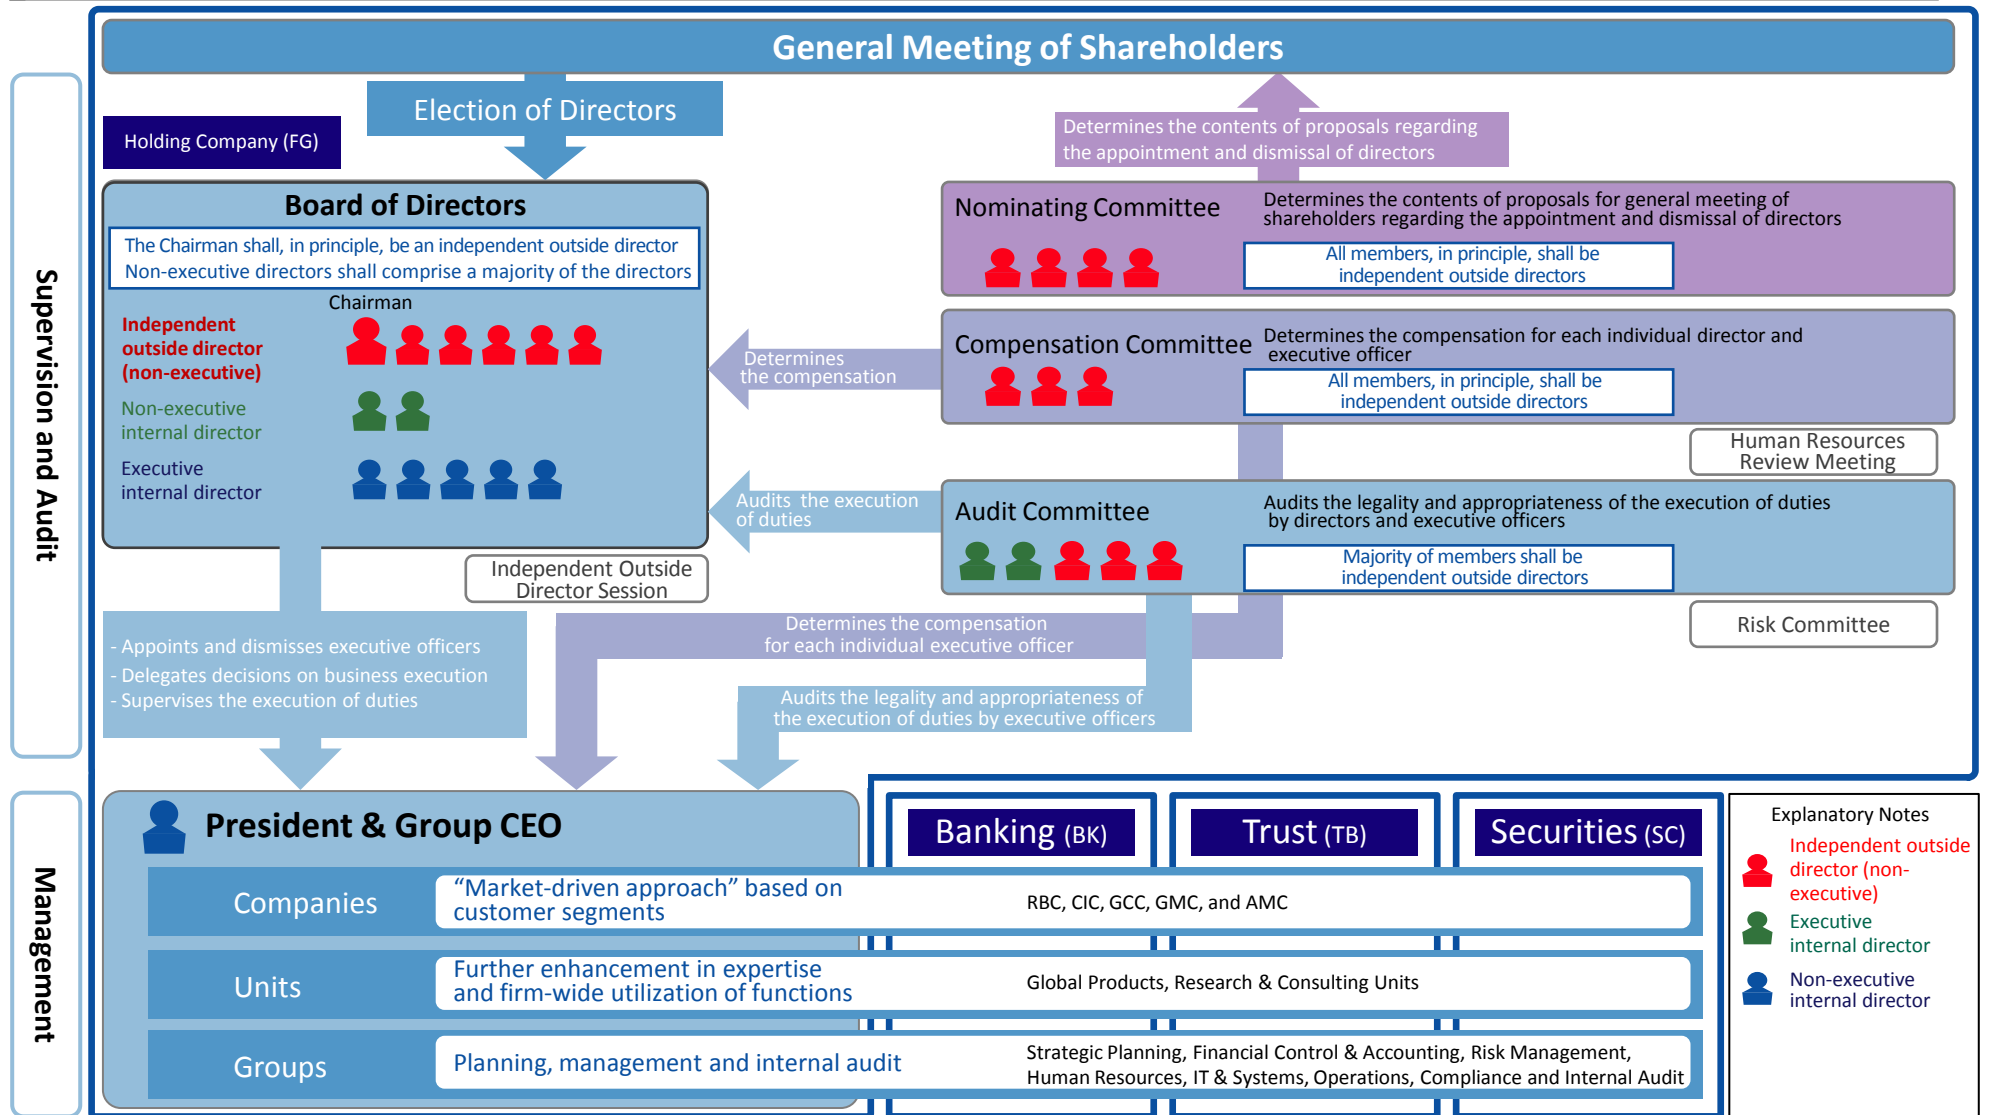 General Meeting of Shareholders
Supervision and Audit
Election of Directors
Holding Company (FG)
Determines the contents of proposals regarding
the appointment and dismissal of directors
Board of Directors
The Chairman shall, in principle, be an independent outside director
Non-executive directors shall comprise a majority of the directors
Chairman
Independent
outside director
(non-executive)
Non-executive
internal director
Executive
internal director
Nominating Committee
Determines the contents of proposals for general meeting of
shareholders regarding the appointment and dismissal of directors
All members, in principle, shall be
independent outside directors
Determines
the compensation
Compensation Committee
Determines the compensation for each individual director and
executive officer
All members, in principle, shall be
independent outside directors
Human Resources
Review Meeting
Audits the execution
of duties
Audit Committee
Audits the legality and appropriateness of the execution of duties
by directors and executive officers
Majority of members shall be
independent outside directors
Independent Outside
Director Session
Risk Committee
- Appoints and dismisses executive officers
- Delegates decisions on business execution
- Supervises the execution of duties
Determines the compensation
for each individual executive officer
Audits the legality and appropriateness of
the execution of duties by executive officers
Management
President & Group CEO
Banking (BK)
Trust (TB)
Securities (SC)
Companies
“Market-driven approach” based on
customer segments
RBC, CIC, GCC, GMC, and AMC
Units
Further enhancement in expertise
and firm-wide utilization of functions
Global Products, Research & Consulting Units
Groups
Planning, management and internal audit
Strategic Planning, Financial Control & Accounting, Risk Management,
Human Resources, IT & Systems, Operations, Compliance and Internal Audit
Explanatory Notes
Independent outside
director (non-
executive)
Executive
internal director
Non-executive
internal director